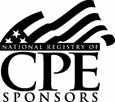 NATIONAL REGISTRY OF
CPE
SPONSORS